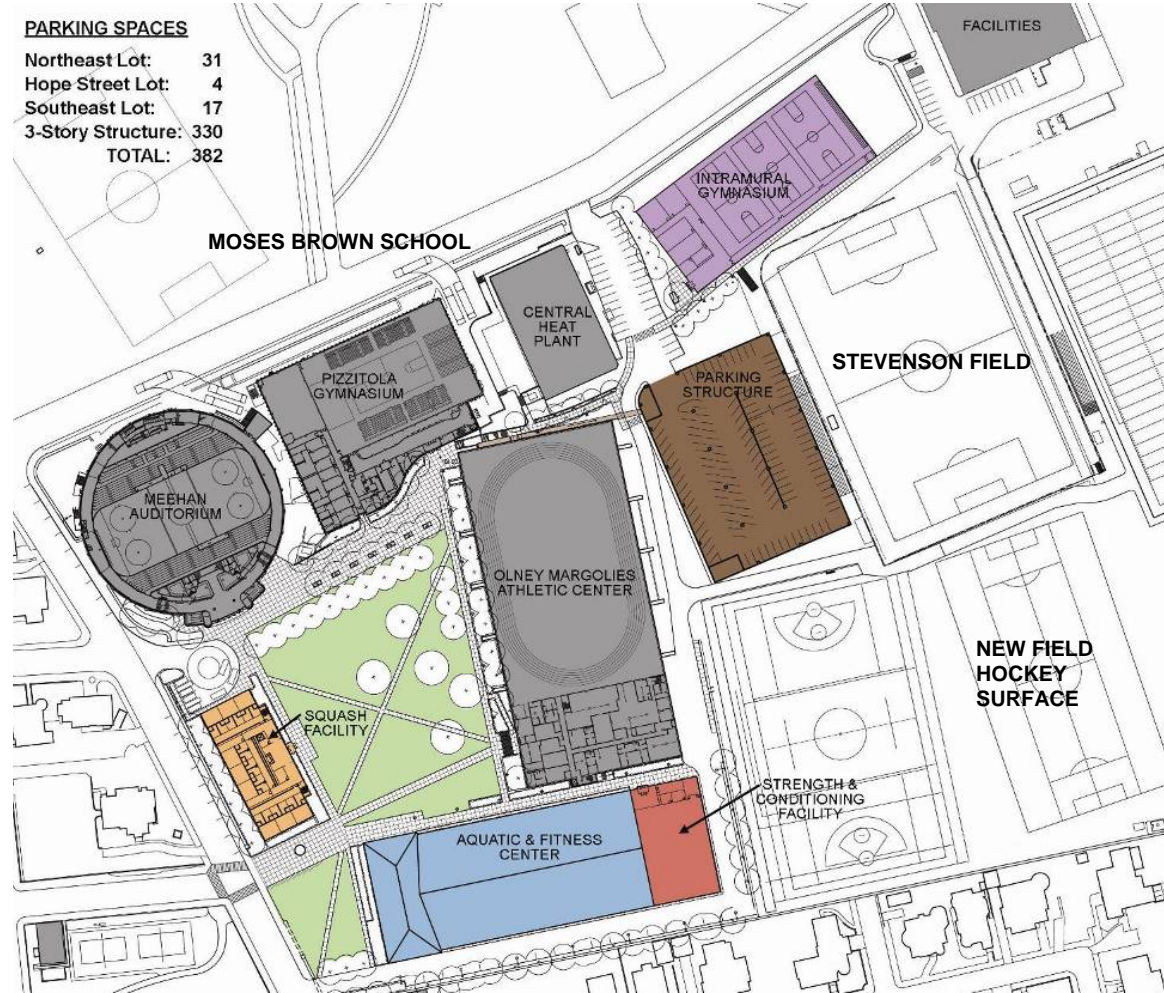 PARKING SPACES
Northeast Lot: 31
Hope Street Lot: 4
Southeast Lot: 17
3-Story Structure: 330
TOTAL: 382
FACILITIES
INTRAMURAL
GYMNASIUM
MOSES BROWN SCHOOL
CENTRAL
HEAT
PLANT
PIZZITOLA
GYMNASIUM
PARKING
STRUCTURE
STEVENSON FIELD
MEEHAN
AUDITORIUM
OLNEY MARGOLIES
ATHLETIC CENTER
NEW FIELD
HOCKEY
SURFACE
SQUASH
FACILITY
STRENGTH &
CONDITIONING
FACILITY
AQUATIC & FITNESS
CENTER